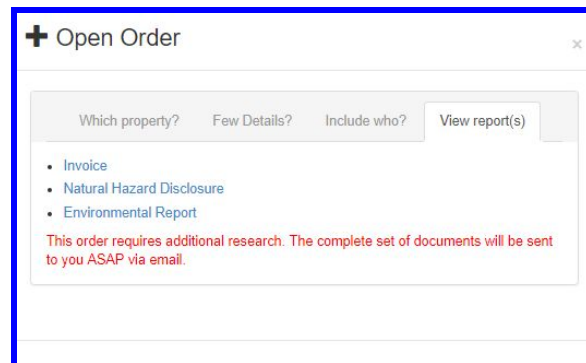 + Open Order
×
Which property? Few Details? Include who? View report(s)
• Invoice
• Natural Hazard Disclosure
• Environmental Report
This order requires additional research. The complete set of documents will be sent
to you ASAP via email.